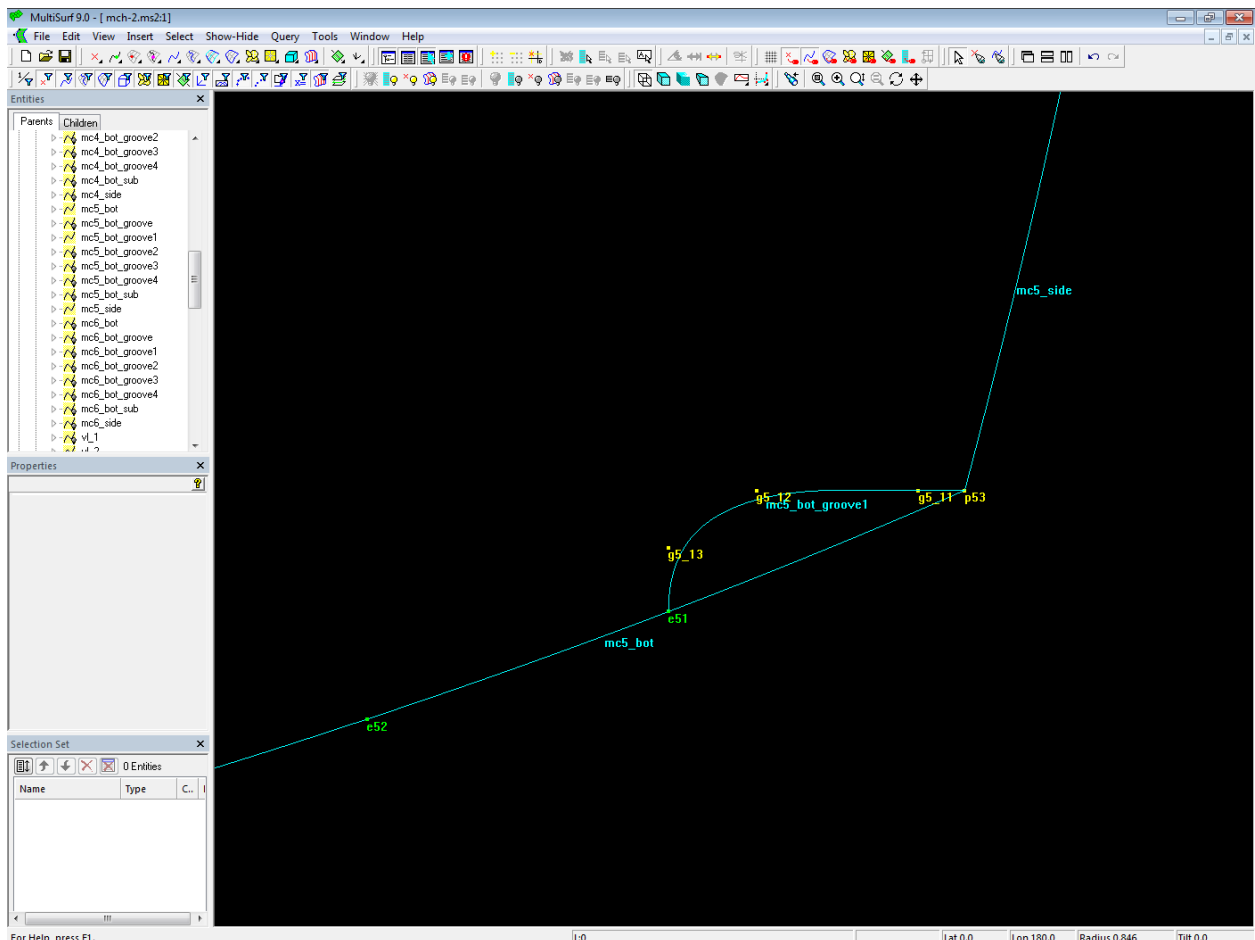 MultiSurf 9.0 - [ mch-2.ms2:1]
File Edit View Insert Select Show-Hide Query Tools Window Help
Entities
Parents Children
mc4_bot_groove2
mc4_bot_groove3
mc4_bot_groove4
mc4_bot_sub
mc4_side
mc5_bot
mc5_bot_groove
mc5_bot_groove1
mc5_bot_groove2
mc5_bot_groove3
mc5_bot_groove4
mc5_bot_sub
mc5_side
mc6_bot
mc6_bot_groove
mc6_bot_groove1
mc6_bot_groove2
mc6_bot_groove3
mc6_bot_groove4
mc6_bot_sub
mc6_side
vl_1
vl_2
Properties
Selection Set
0 Entities
Name Type C..
mc5_side
g5_12 g5_11 p53
mc5_bot_groove1
g5_13
e51
mc5_bot
e52
For Help, press F1. L:0 Lat 0.0 Lon 180.0 Radius 0.846 Tilt 0.0